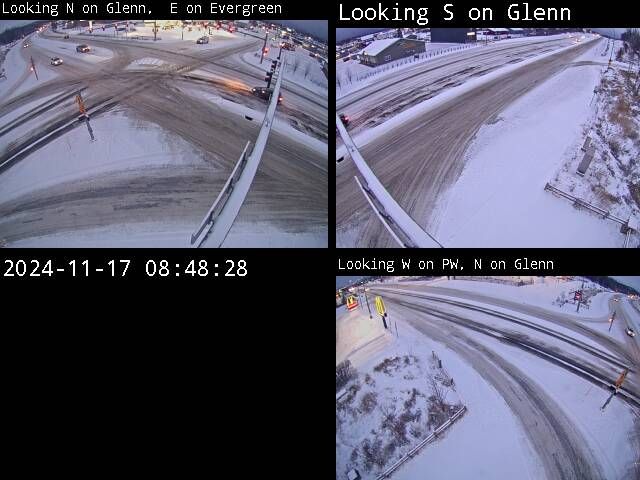 Looking N on Glenn,  E on Evergreen
Looking S on Glenn
2024-11-17 08:48:28
Looking W on PW, N on Glenn